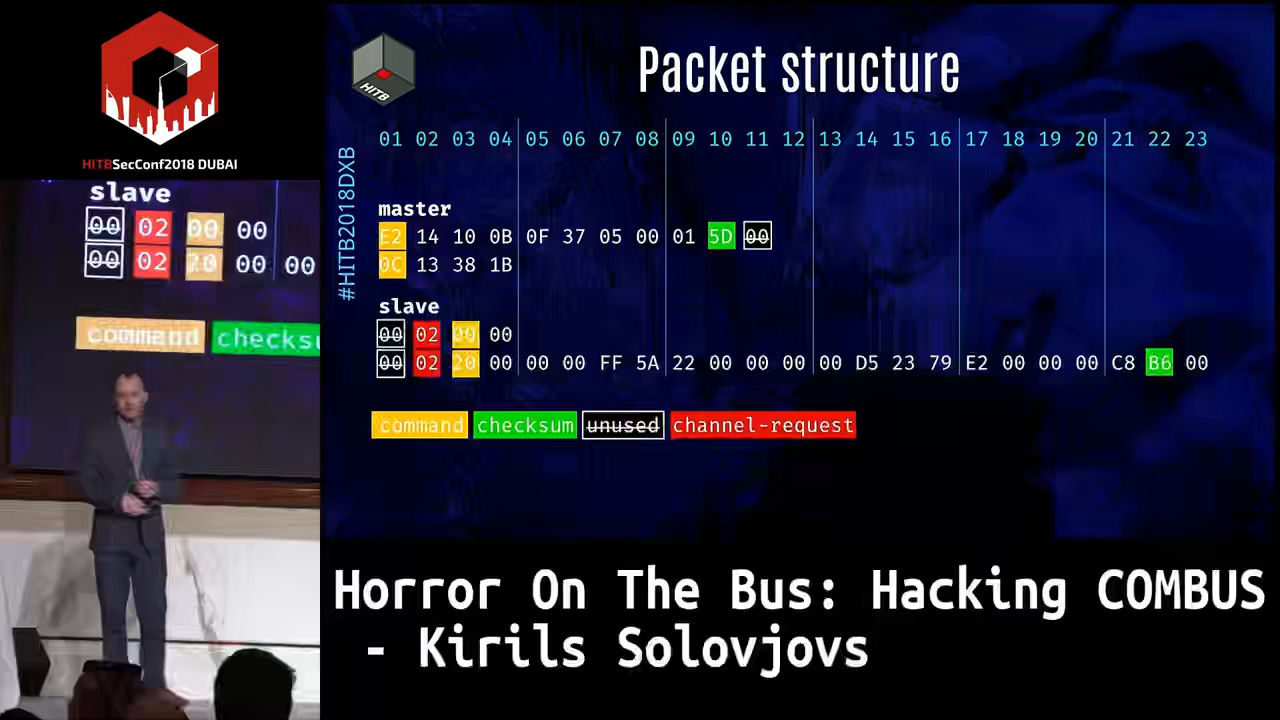 HITBSecConf2018 DUBAI
slave
00 02 00 00
00 02 20 00 00
command checksu
HITB
#HITB2018DXB
Packet structure
01 02 03 04 05 06 07 08 09 10 11 12 13 14 15 16 17 18 19 20 21 22 23
master
E2 14 10 0B 0F 37 05 00 01 5D 00
0C 13 38 1B
slave
00 02 00 00
00 02 20 00 00 00 FF 5A 22 00 00 00 00 D5 23 79 E2 00 00 00 C8 B6 00
command checksum unused channel-request
Horror On The Bus: Hacking COMBUS
- Kirils Solovjovs